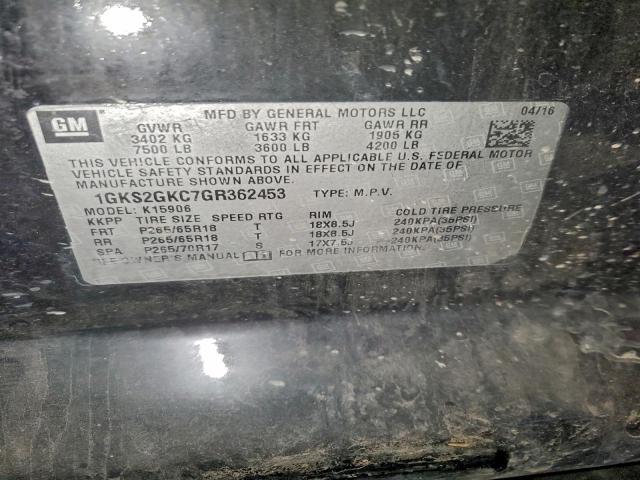 GM
MFD BY GENERAL MOTORS LLC 04/16
GVWR GAWR FRT GAWR RR
3402 KG 1633 KG 1905 KG
7500 LB 3600 LB 4200 LB
THIS VEHICLE CONFORMS TO ALL APPLICABLE U.S. FEDERAL MOTOR
VEHICLE SAFETY STANDARDS IN EFFECT ON THE DATE OF
MANUFACTURE SHOWN ABOVE.
1GKS2GKC7GR362453 TYPE: M.P.V.
MODEL: K15906
KKPP TIRE SIZE SPEED RTG RIM COLD TIRE PRESSURE
FRT P265/65R18 T 18X8.5J 240KPA(35PSI)
RR P265/65R18 T 18X8.5J 240KPA(35PSI)
SPA P265/70R17 S 17X7.5J 240KPA(35PSI)
SEE OWNER'S MANUAL FOR MORE INFORMATION.